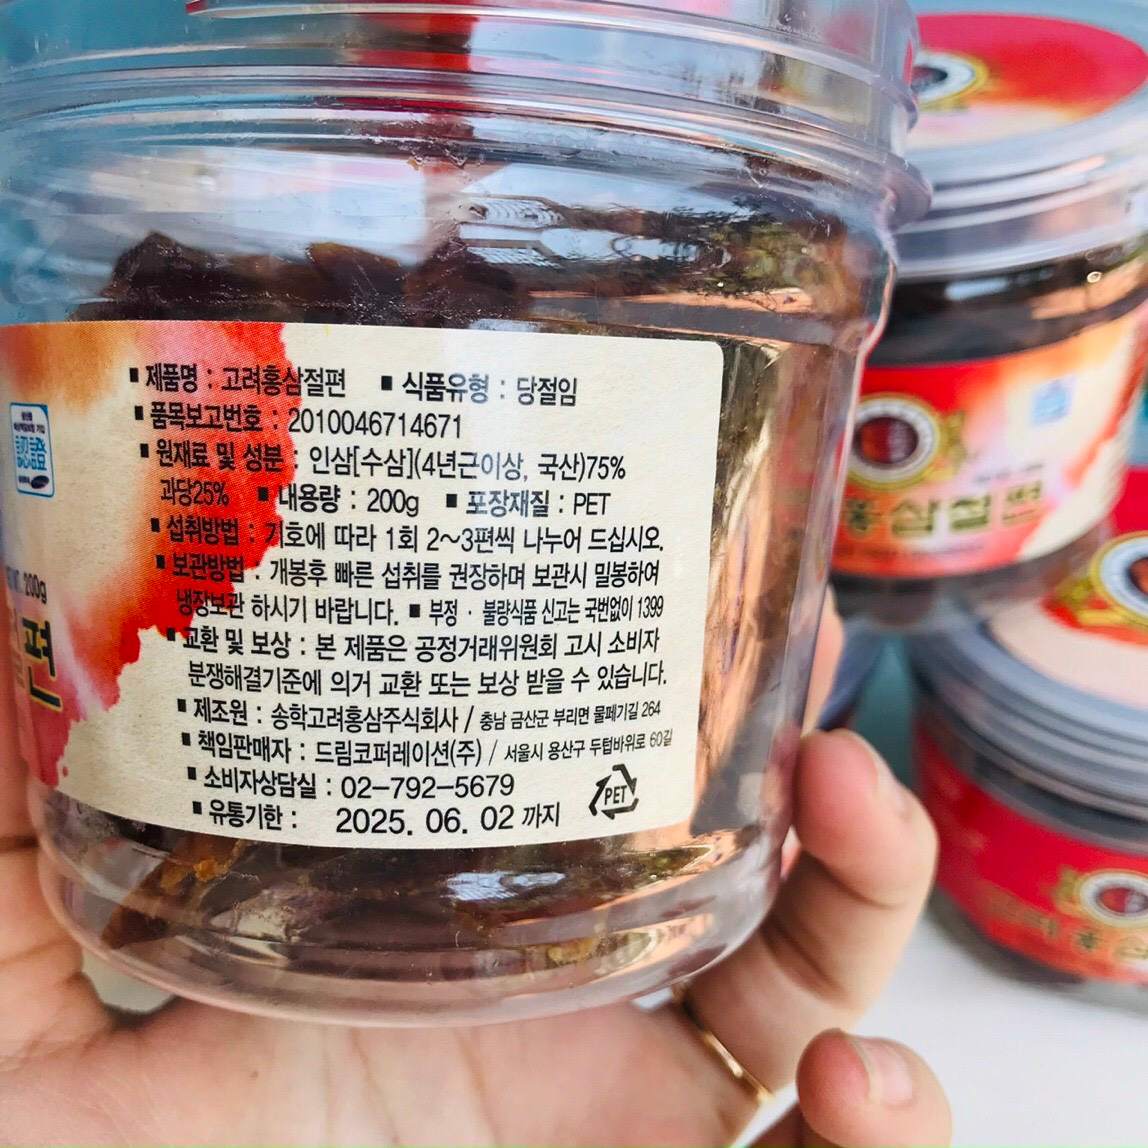 ■ 제품명 : 고려홍삼절편 ■ 식품유형 : 당절임
■ 품목보고번호 : 2010046714671
■ 원재료 및 성분 : 인삼[수삼](4년근이상, 국산)75%
과당25% ■ 내용량 : 200g ■ 포장재질 : PET
■ 섭취방법 : 기호에 따라 1회 2~3편씩 나누어 드십시오.
■ 보관방법 : 개봉후 빠른 섭취를 권장하며 보관시 밀봉하여
냉장보관 하시기 바랍니다. ■ 부정 · 불량식품 신고는 국번없이 1399
■ 교환 및 보상 : 본 제품은 공정거래위원회 고시 소비자
분쟁해결기준에 의거 교환 또는 보상 받을 수 있습니다.
■ 제조원 : 송학고려홍삼주식회사 / 충남 금산군 부리면 물페기길 264
■ 책임판매자 : 드림코퍼레이션(주) / 서울시 용산구 두텁바위로 60길
■ 소비자상담실 : 02-792-5679
■ 유통기한 : 2025. 06. 02 까지
PET
認證
200g
편
홍삼절편